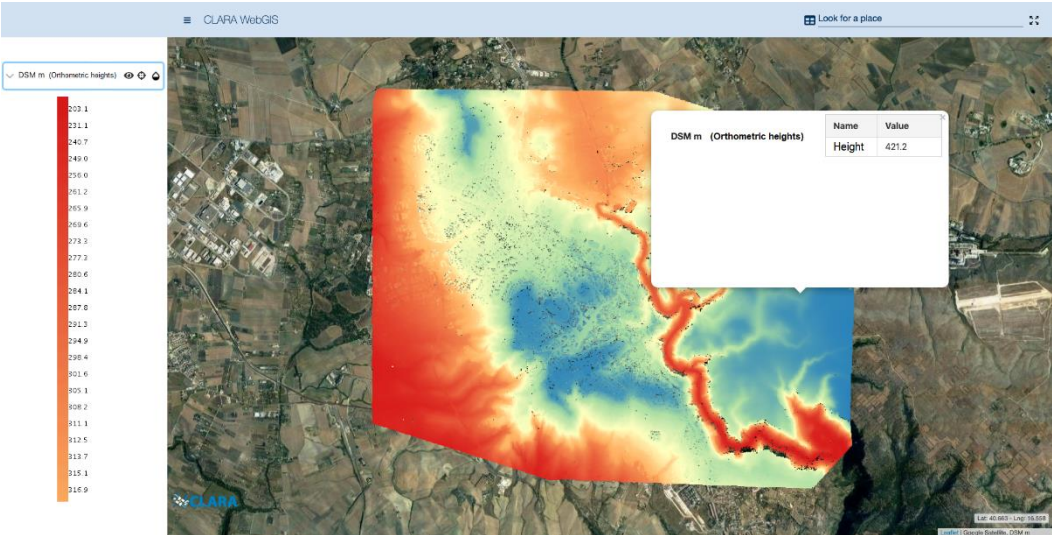 ≡ CLARA WebGIS
Look for a place
DSM m (Orthometric heights)
203.1
231.1
240.7
249.0
256.0
261.2
265.9
269.6
273.3
277.2
280.6
284.1
287.8
291.3
294.9
298.4
301.6
305.1
308.2
311.1
312.5
313.7
315.1
316.9
DSM m (Orthometric heights)
Name Value
Height 421.2
×
CLARA
Lat: 40.663 - Lng: 16.558
Leaflet | Google Satellite, DSM m